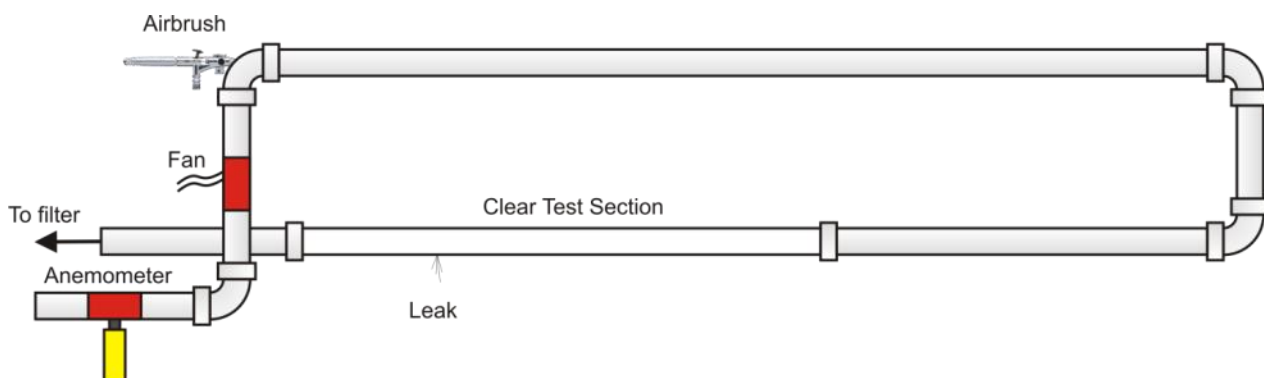 Airbrush
Fan
Clear Test Section
To filter
Anemometer
Leak